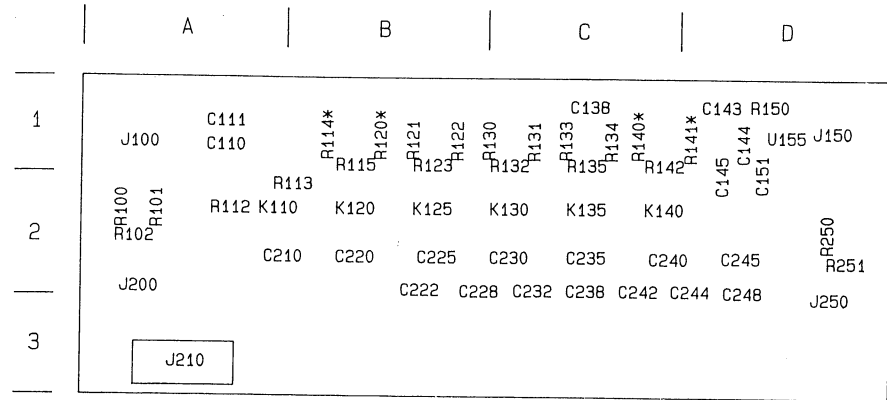 A B C D
1
C111
C110
J100
R114*
R120*
R121
R122
R130
R131
R133
C138
R134
R140*
R141*
C143 R150
C144
U155 J150
R115 R123 R132 R135 R142
C145
C151
2
R100
R101
R102
R113
R112 K110 K120 K125 K130 K135 K140
R250
R251
C210 C220 C225 C230 C235 C240 C245
J200
C222 C228 C232 C238 C242 C244 C248 J250
3
J210